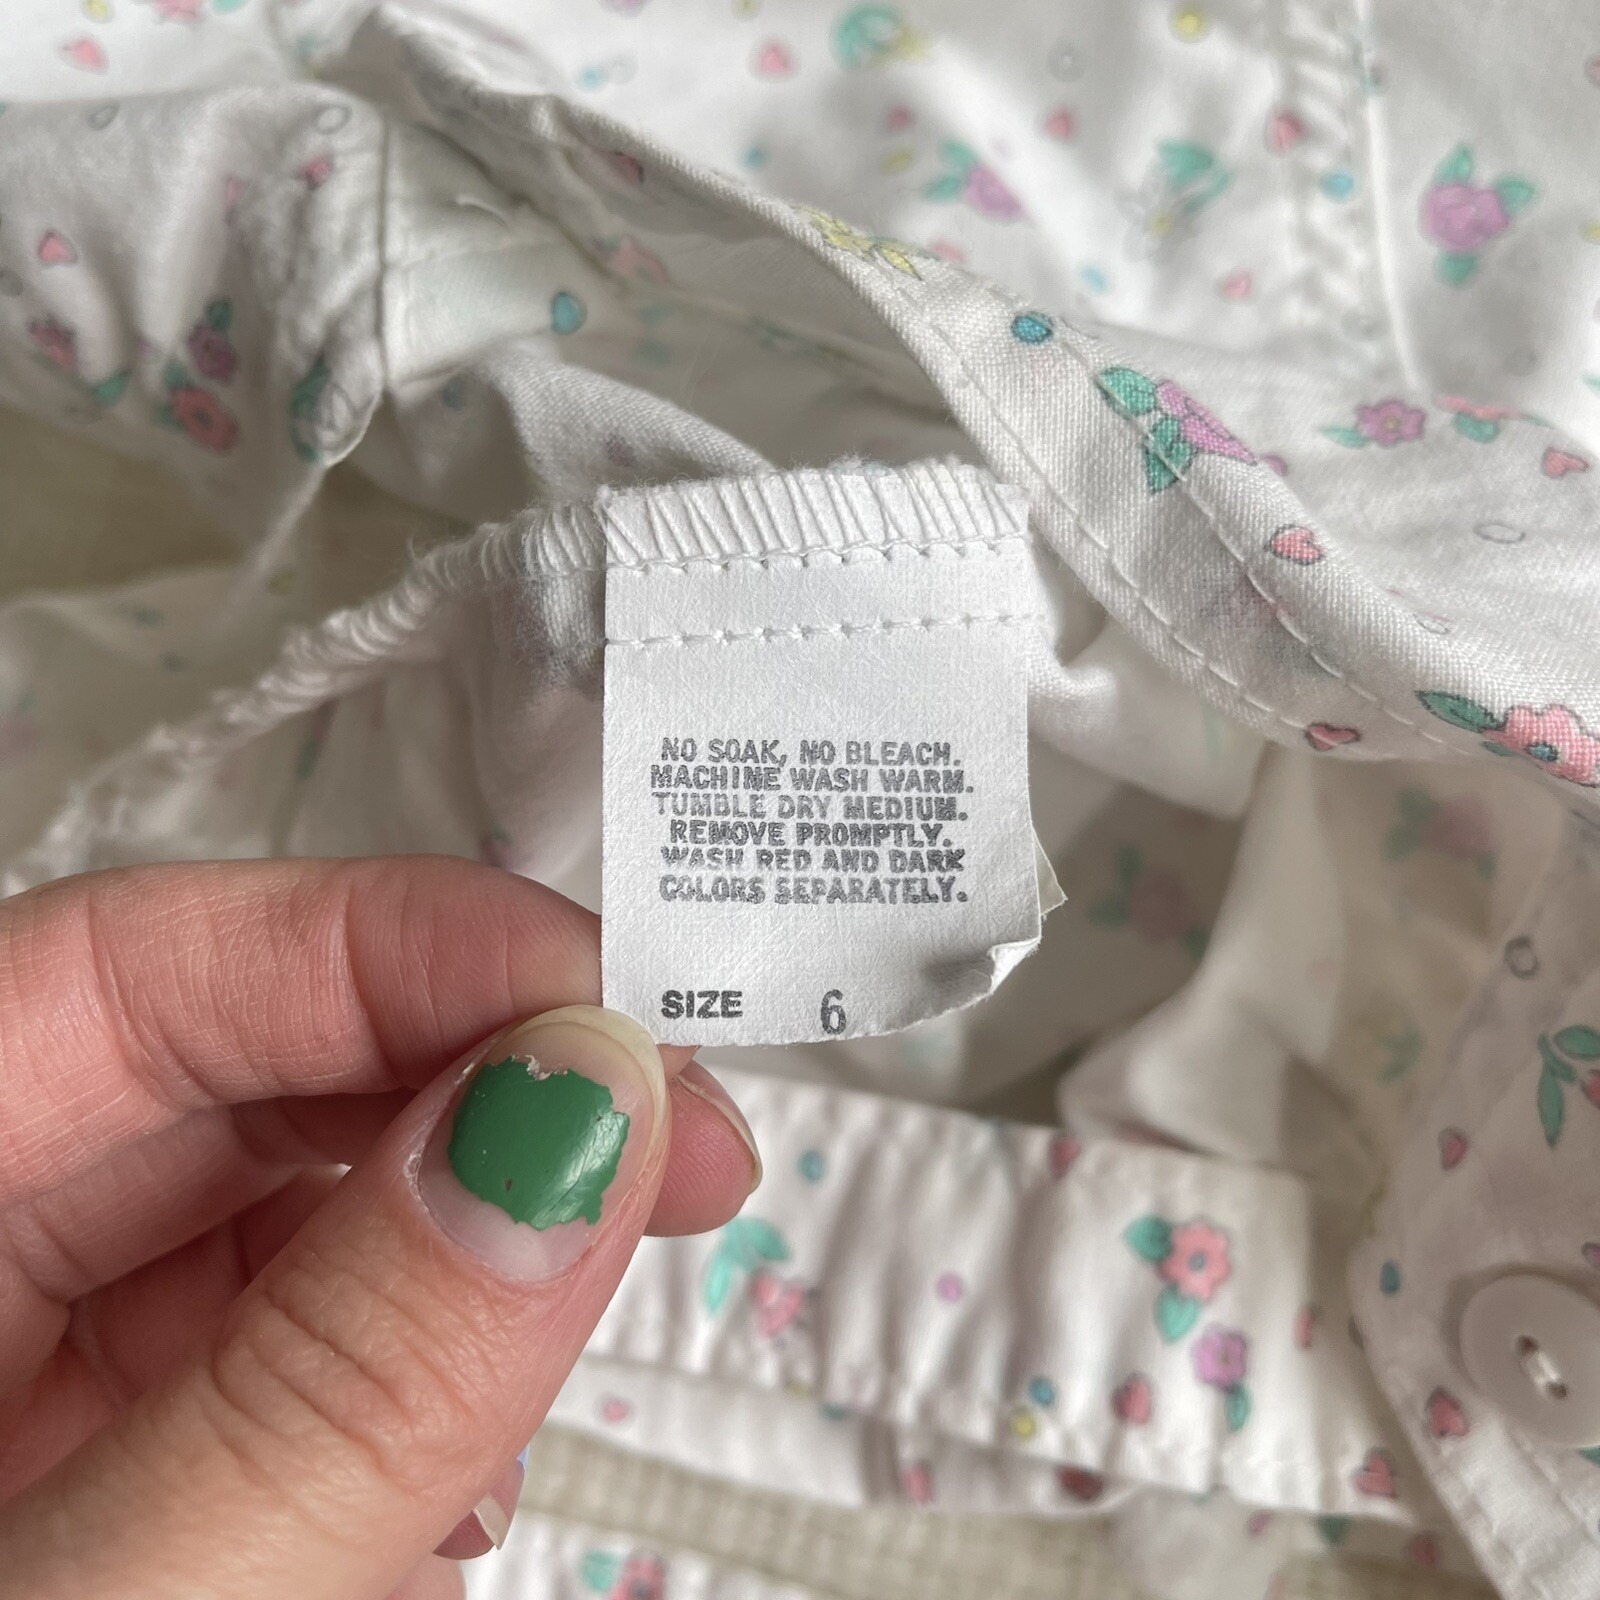 NO SOAK, NO BLEACH.
MACHINE WASH WARM.
TUMBLE DRY MEDIUM.
REMOVE PROMPTLY.
WASH RED AND DARK
COLORS SEPARATELY.
SIZE 6